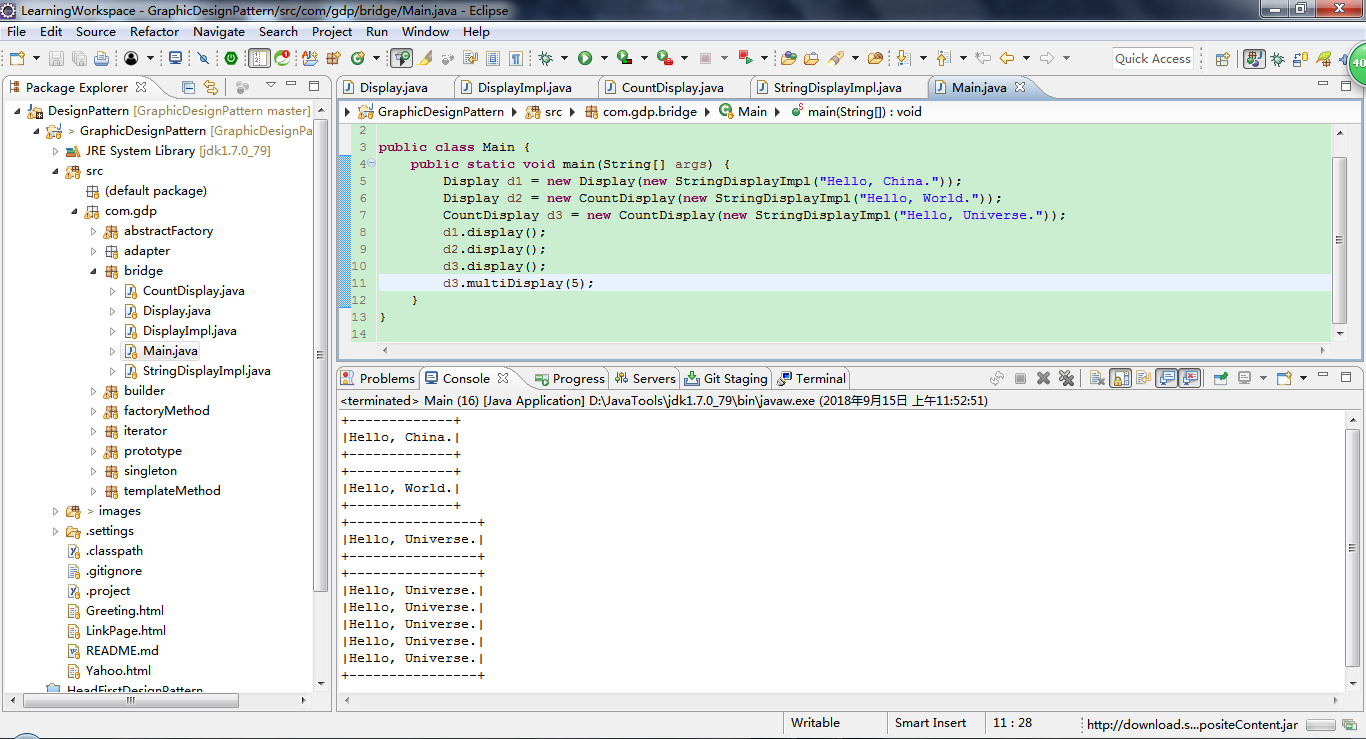 LearningWorkspace - GraphicDesignPattern/src/com/gdp/bridge/Main.java - Eclipse
File Edit Source Refactor Navigate Search Project Run Window Help
Quick Access
40
Package Explorer
DesignPattern [GraphicDesignPattern master]
> GraphicDesignPattern [GraphicDesignPa
JRE System Library [jdk1.7.0_79]
src
(default package)
com.gdp
abstractFactory
adapter
bridge
CountDisplay.java
Display.java
DisplayImpl.java
Main.java
StringDisplayImpl.java
builder
factoryMethod
iterator
prototype
singleton
templateMethod
> images
.settings
.classpath
.gitignore
.project
Greeting.html
LinkPage.html
README.md
Yahoo.html
HeadFirstDesignPattern
Display.java DisplayImpl.java CountDisplay.java StringDisplayImpl.java Main.java
GraphicDesignPattern src com.gdp.bridge Main main(String[]) : void
2
3 public class Main {
4 public static void main(String[] args) {
5 Display d1 = new Display(new StringDisplayImpl("Hello, China."));
6 Display d2 = new CountDisplay(new StringDisplayImpl("Hello, World."));
7 CountDisplay d3 = new CountDisplay(new StringDisplayImpl("Hello, Universe."));
8 d1.display();
9 d2.display();
10 d3.display();
11 d3.multiDisplay(5);
12 }
13 }
14
Problems Console Progress Servers Git Staging Terminal
<terminated> Main (16) [Java Application] D:\JavaTools\jdk1.7.0_79\bin\javaw.exe (2018年9月15日 上午11:52:51)
+-------------+
|Hello, China.|
+-------------+
+-------------+
|Hello, World.|
+-------------+
+----------------+
|Hello, Universe.|
+----------------+
+----------------+
|Hello, Universe.|
|Hello, Universe.|
|Hello, Universe.|
|Hello, Universe.|
|Hello, Universe.|
+----------------+
Writable Smart Insert 11 : 28 http://download.s...positeContent.jar